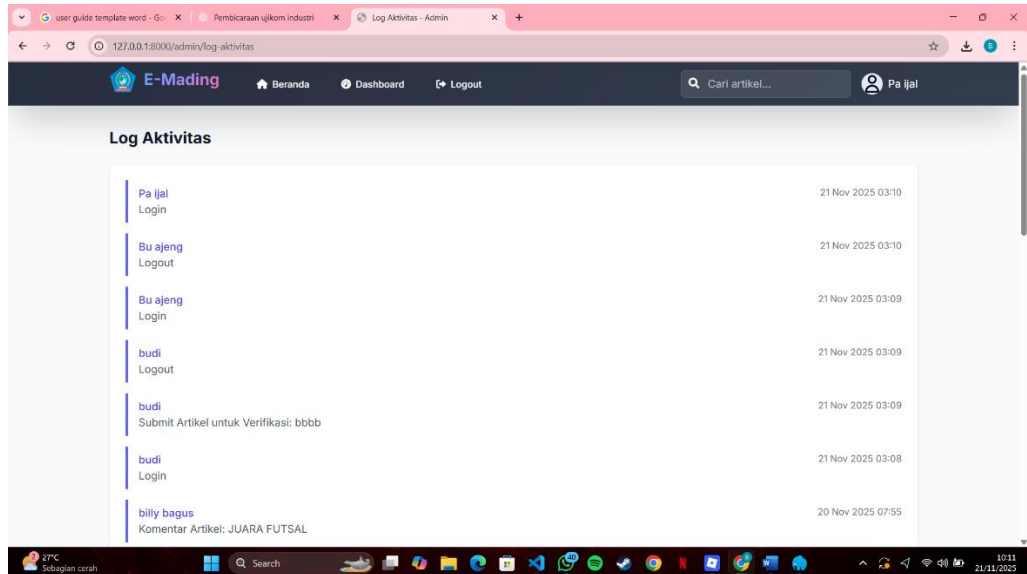 user guide template word - Go
Pembicaraan ujikom industri
Log Aktivitas - Admin
127.0.0.1:8000/admin/log-aktivitas
B
E-Mading
Beranda
Dashboard
Logout
Cari artikel...
Pa ijal
Log Aktivitas
Pa ijal
21 Nov 2025 03:10
Login
Bu ajeng
21 Nov 2025 03:10
Logout
Bu ajeng
21 Nov 2025 03:09
Login
budi
21 Nov 2025 03:09
Logout
budi
21 Nov 2025 03:09
Submit Artikel untuk Verifikasi: bbbb
budi
21 Nov 2025 03:08
Login
billy bagus
20 Nov 2025 07:55
Komentar Artikel: JUARA FUTSAL
2
27°C
Sebagian cerah
Search
10:11
21/11/2025